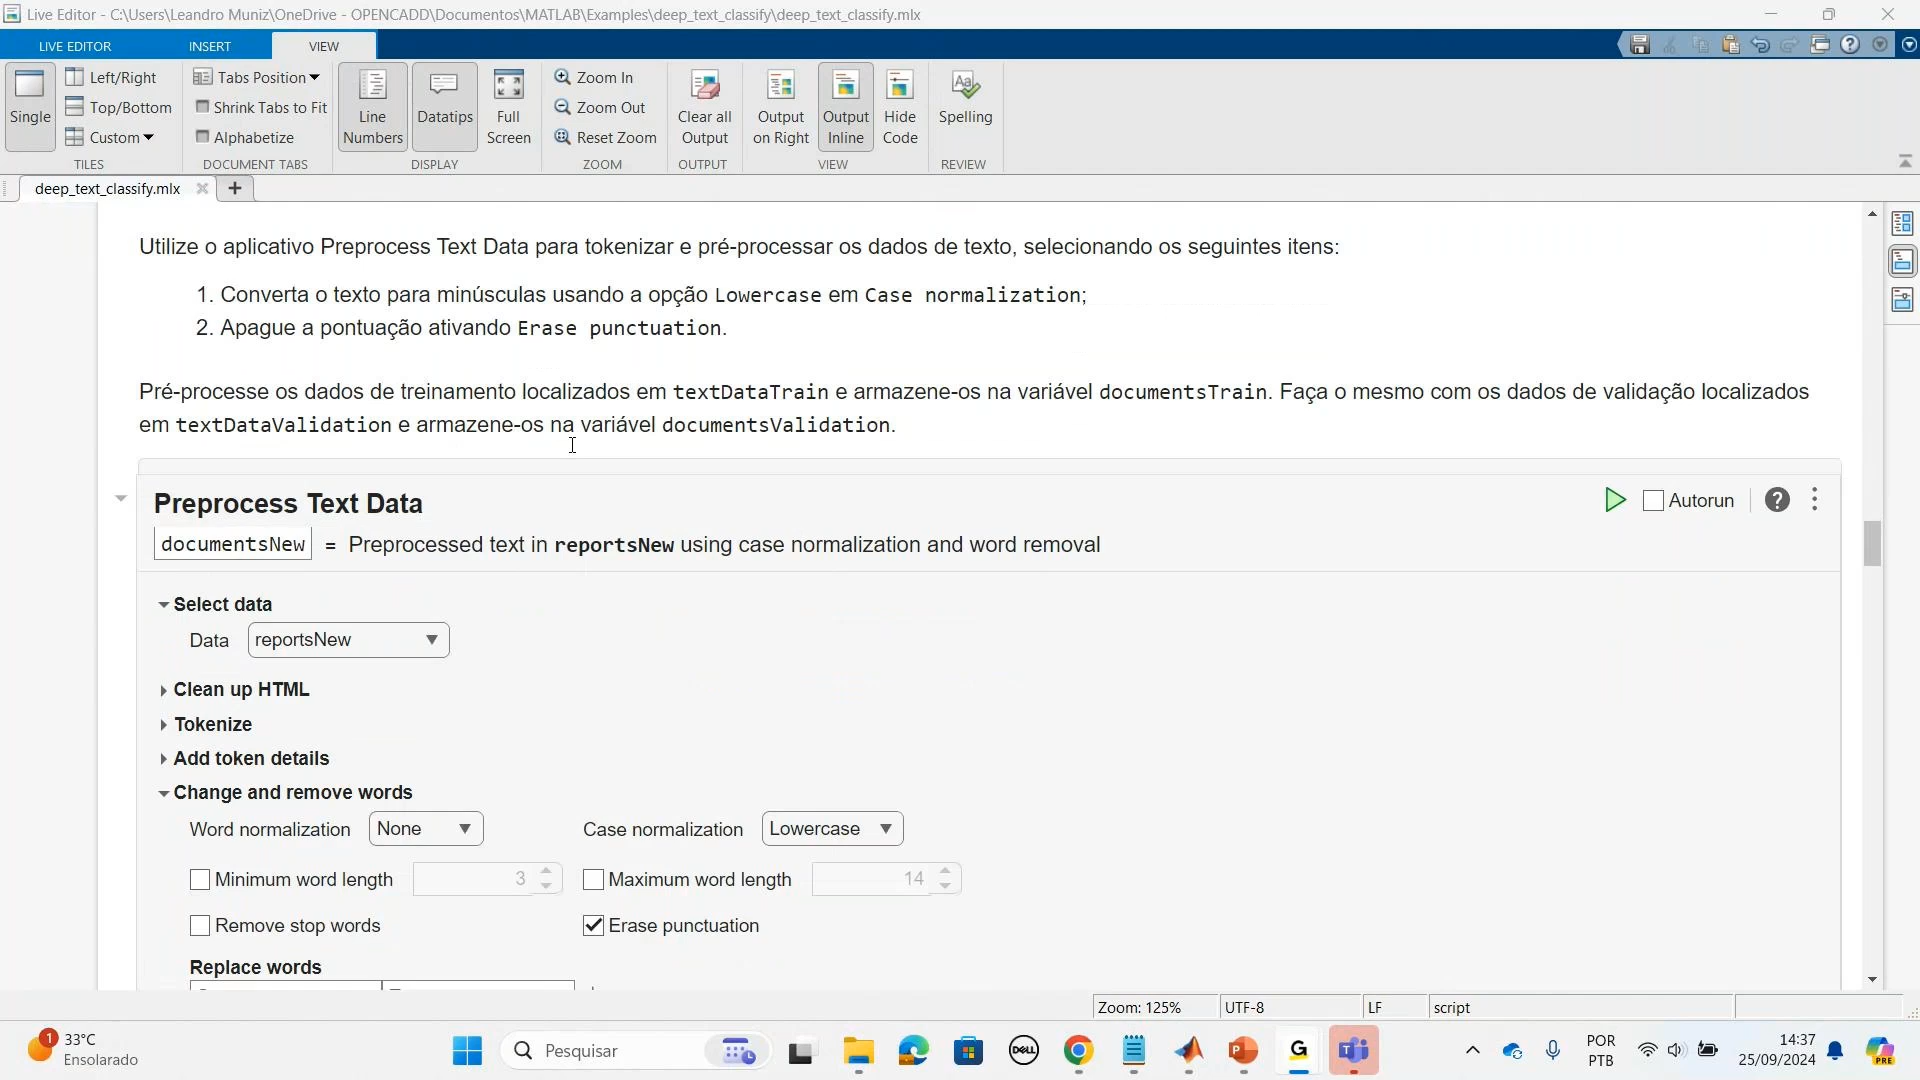 Live Editor - C:\Users\Leandro Muniz\OneDrive - OPENCADD\Documentos\MATLAB\Examples\deep_text_classify\deep_text_classify.mlx
LIVE EDITOR INSERT VIEW
Single
Left/Right
Top/Bottom
Custom
TILES
Tabs Position
Shrink Tabs to Fit
Alphabetize
DOCUMENT TABS
Line Numbers
Datatips
Full Screen
DISPLAY
Zoom In
Zoom Out
Reset Zoom
ZOOM
Clear all Output
OUTPUT
Output on Right
Output Inline
Hide Code
VIEW
Spelling
REVIEW
deep_text_classify.mlx
Utilize o aplicativo Preprocess Text Data para tokenizar e pré-processar os dados de texto, selecionando os seguintes itens:
1. Converta o texto para minúsculas usando a opção Lowercase em Case normalization;
2. Apague a pontuação ativando Erase punctuation.
Pré-processe os dados de treinamento localizados em textDataTrain e armazene-os na variável documentsTrain. Faça o mesmo com os dados de validação localizados
em textDataValidation e armazene-os na variável documentsValidation.
Preprocess Text Data
Autorun
documentsNew = Preprocessed text in reportsNew using case normalization and word removal
Select data
Data reportsNew
Clean up HTML
Tokenize
Add token details
Change and remove words
Word normalization None Case normalization Lowercase
Minimum word length 3 Maximum word length 14
Remove stop words Erase punctuation
Replace words
Zoom: 125% UTF-8 LF script
1 33°C
Ensolarado
Pesquisar
DELL
POR
PTB
14:37
25/09/2024
PRE